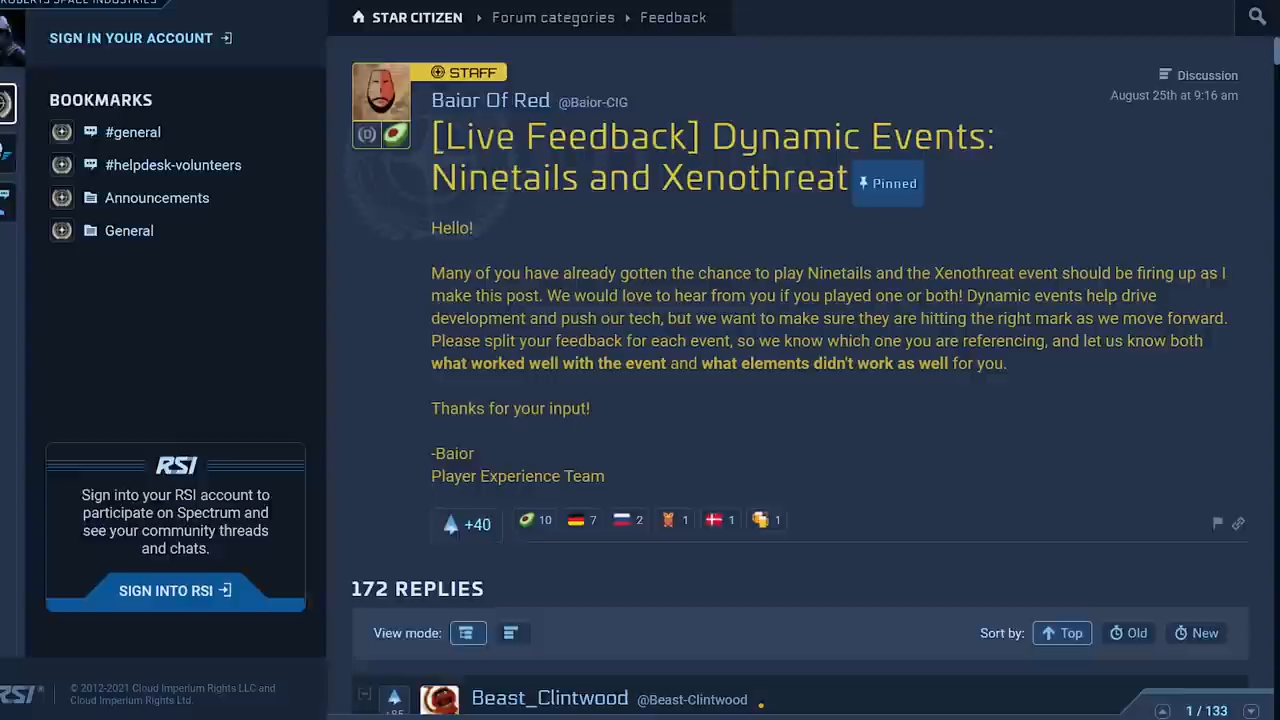 ROBERTS SPACE INDUSTRIES
SIGN IN YOUR ACCOUNT
STAR CITIZEN
Forum categories
Feedback
BOOKMARKS
#general
#helpdesk-volunteers
Announcements
General
RSI
Sign into your RSI account to
participate on Spectrum and
see your community threads
and chats.
SIGN INTO RSI
RSI
© 2012-2021 Cloud Imperium Rights LLC and
Cloud Imperium Rights Ltd.
STAFF
Discussion
Baior Of Red @Baior-CIG
August 25th at 9:16 am
[Live Feedback] Dynamic Events:
Ninetails and Xenothreat Pinned
Hello!
Many of you have already gotten the chance to play Ninetails and the Xenothreat event should be firing up as I
make this post. We would love to hear from you if you played one or both! Dynamic events help drive
development and push our tech, but we want to make sure they are hitting the right mark as we move forward.
Please split your feedback for each event, so we know which one you are referencing, and let us know both
what worked well with the event and what elements didn't work as well for you.
Thanks for your input!
-Baior
Player Experience Team
+40 10 7 2 1 1 1
172 REPLIES
View mode:
Sort by: Top Old New
Beast_Clintwood @Beast-Clintwood
1 / 133